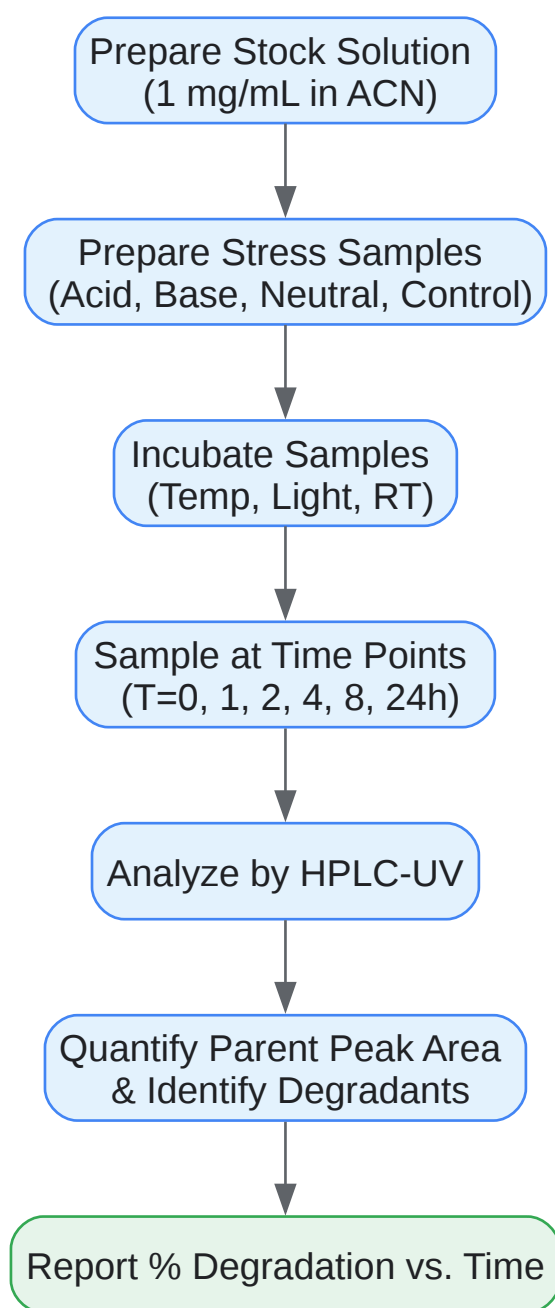 Prepare Stock Solution
(1 mg/mL in ACN)
Prepare Stress Samples
(Acid, Base, Neutral, Control)
Incubate Samples
(Temp, Light, RT)
Sample at Time Points
(T=0, 1, 2, 4, 8, 24h)
Analyze by HPLC-UV
Quantify Parent Peak Area
& Identify Degradants
Report % Degradation vs. Time